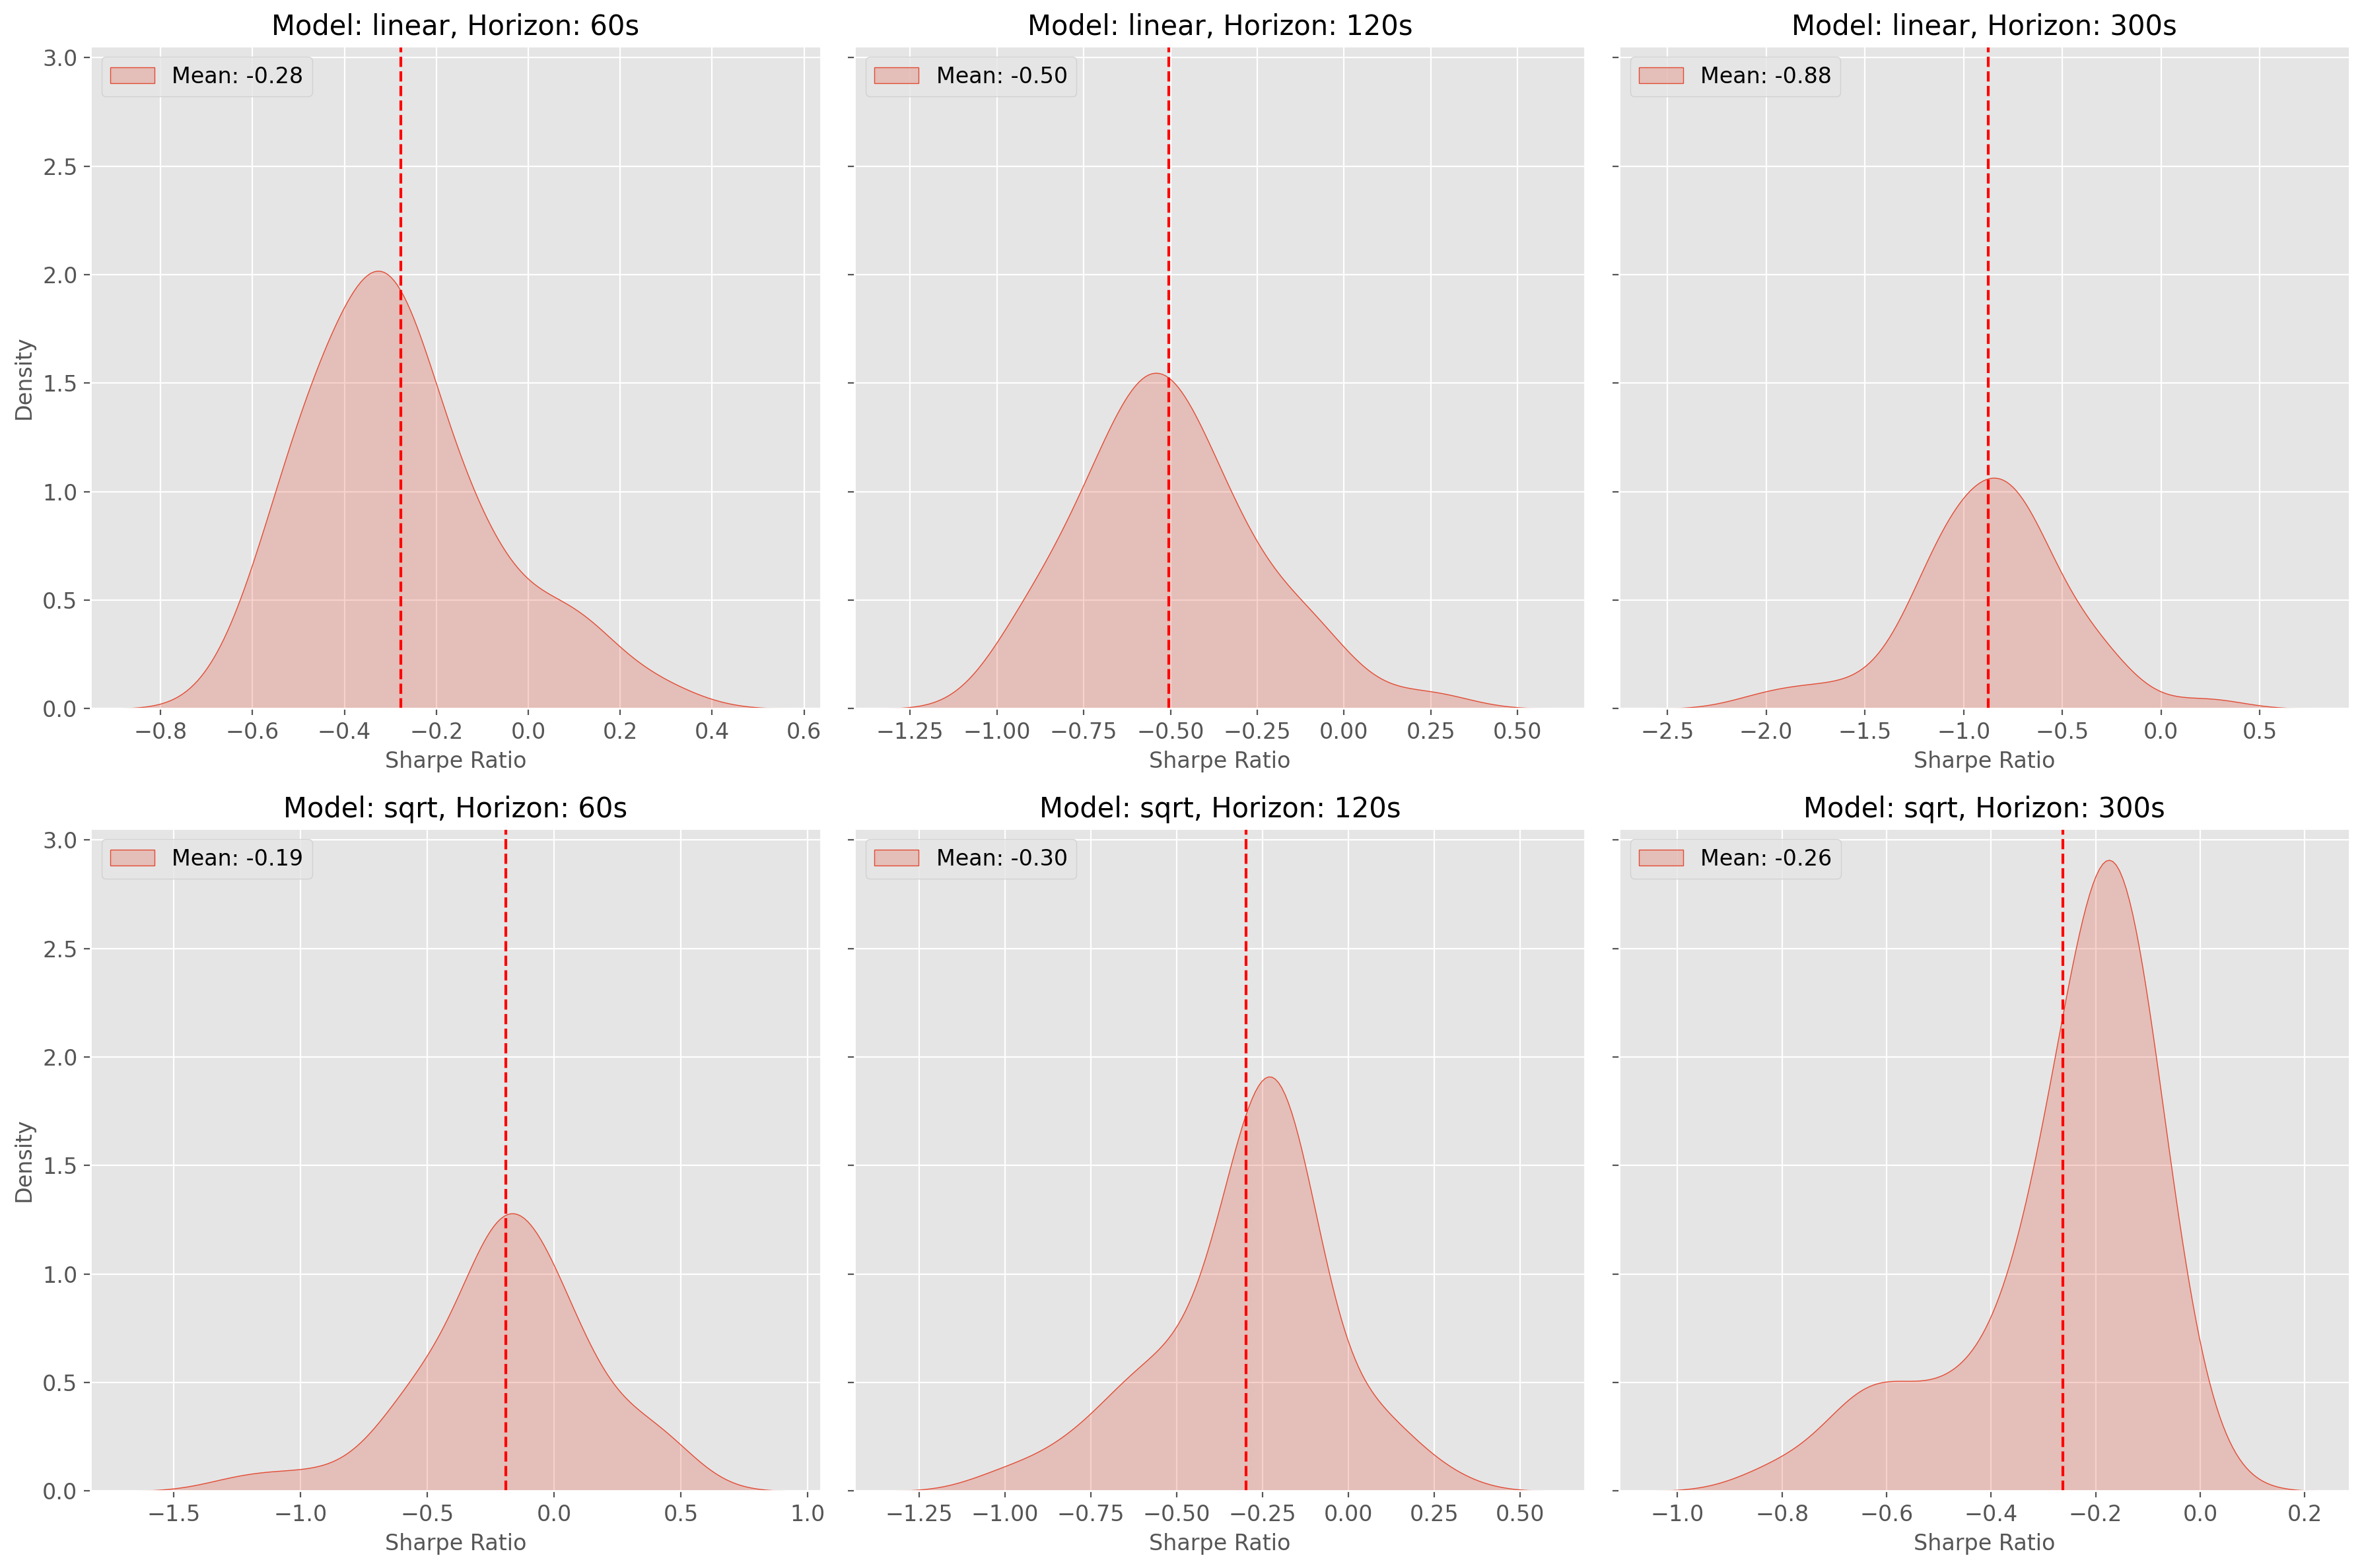 Model: linear, Horizon: 60s
Model: linear, Horizon: 120s
Model: linear, Horizon: 300s
Mean: -0.28
Mean: -0.50
Mean: -0.88
3.0
2.5
2.0
1.5
1.0
0.5
0.0
Density
−0.8 −0.6 −0.4 −0.2 0.0 0.2 0.4 0.6
−1.25 −1.00 −0.75 −0.50 −0.25 0.00 0.25 0.50
−2.5 −2.0 −1.5 −1.0 −0.5 0.0 0.5
Sharpe Ratio
Sharpe Ratio
Sharpe Ratio
Model: sqrt, Horizon: 60s
Model: sqrt, Horizon: 120s
Model: sqrt, Horizon: 300s
Mean: -0.19
Mean: -0.30
Mean: -0.26
3.0
2.5
2.0
1.5
1.0
0.5
0.0
Density
−1.5 −1.0 −0.5 0.0 0.5 1.0
−1.25 −1.00 −0.75 −0.50 −0.25 0.00 0.25 0.50
−1.0 −0.8 −0.6 −0.4 −0.2 0.0 0.2
Sharpe Ratio
Sharpe Ratio
Sharpe Ratio